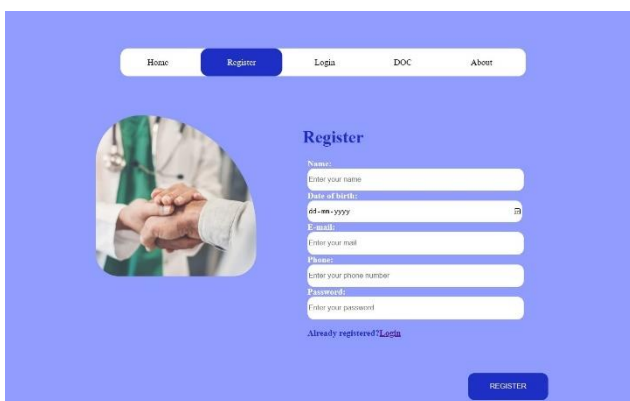 Home Register Login DOC About
Register
Name:
Enter your name
Date of birth:
dd-mm-yyyy
E-mail:
Enter your mail
Phone:
Enter your phone number
Password:
Enter your password
Already registered?Login
REGISTER